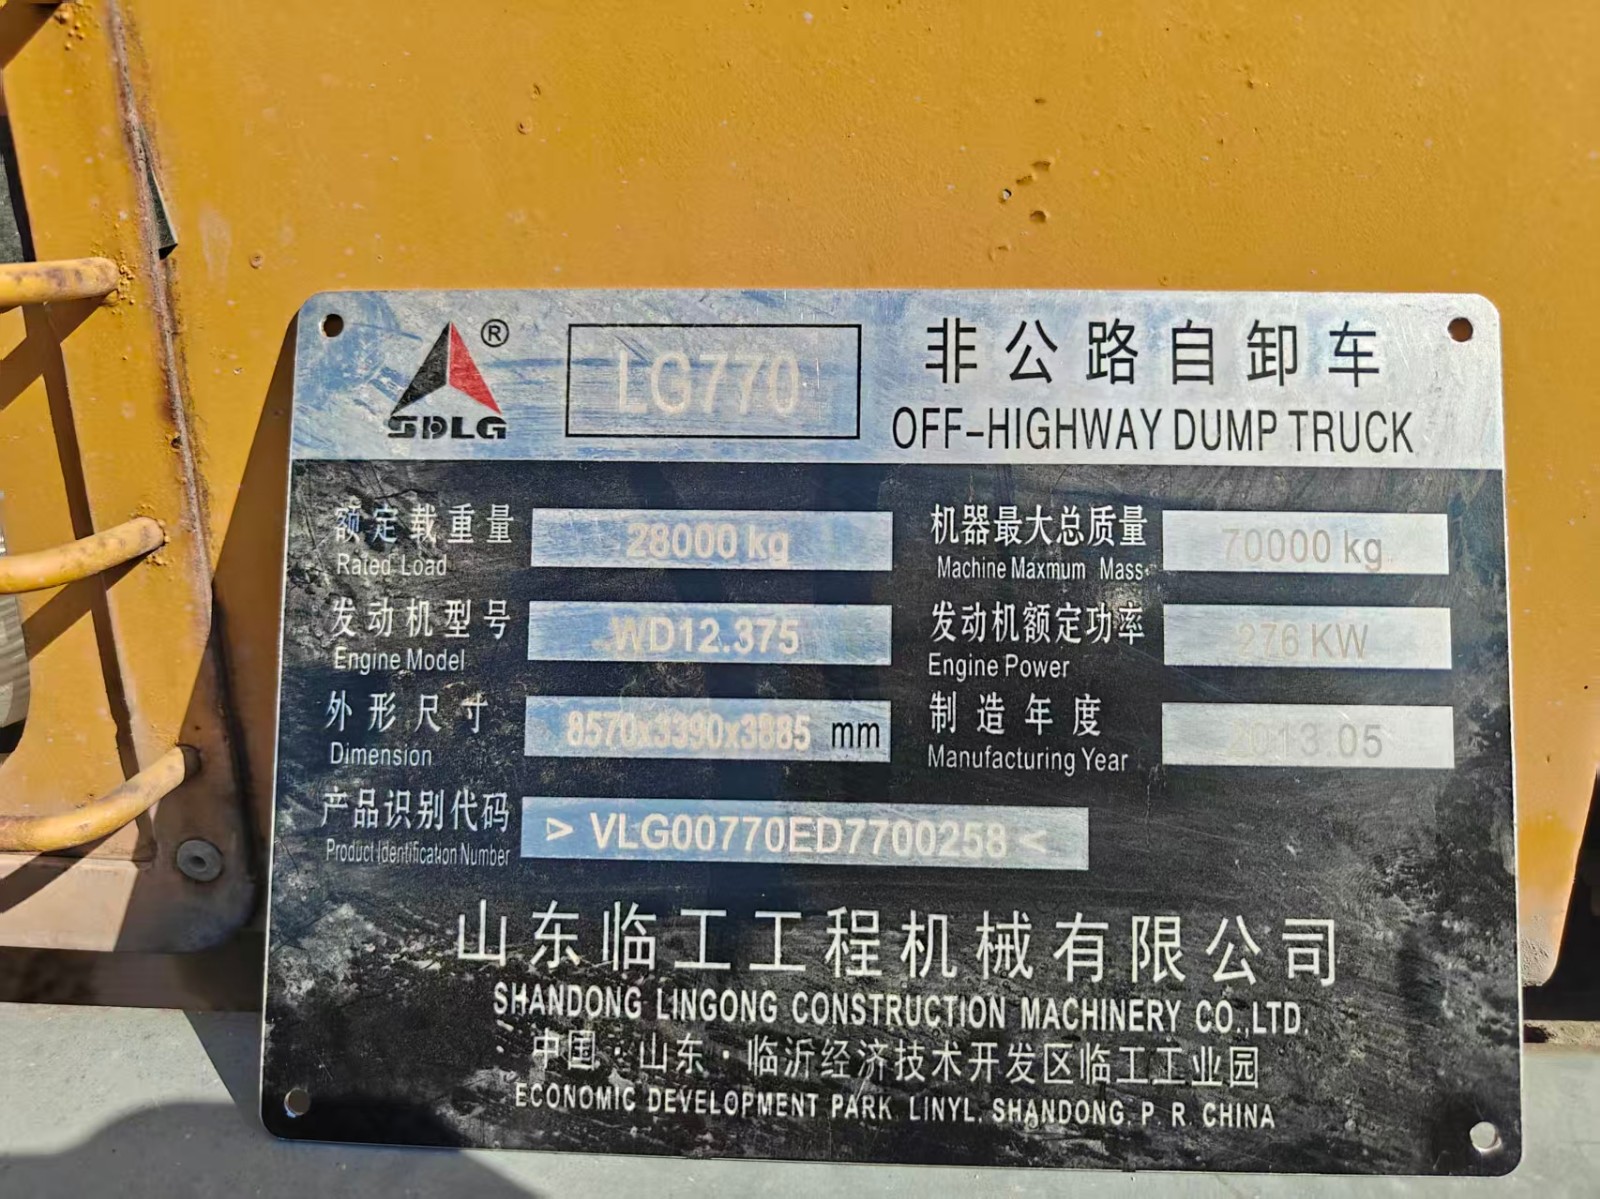 SDLG ®
LG770
非公路自卸车
OFF-HIGHWAY DUMP TRUCK
额定载重量 28000 kg 机器最大总质量 70000 kg
Rated Load Machine Maxmum Mass
发动机型号 WD12.375 发动机额定功率 276 KW
Engine Model Engine Power
外形尺寸 8570x3390x3885 mm 制造年度 2013 05
Dimension Manufacturing Year
产品识别代码 > VLG00770ED7700258 <
Product Identification Number
山东临工工程机械有限公司
SHANDONG LINGONG CONSTRUCTION MACHINERY CO.,LTD.
中国·山东·临沂经济技术开发区临工工业园
ECONOMIC DEVELOPMENT PARK LINYI, SHANDONG. P. R. CHINA